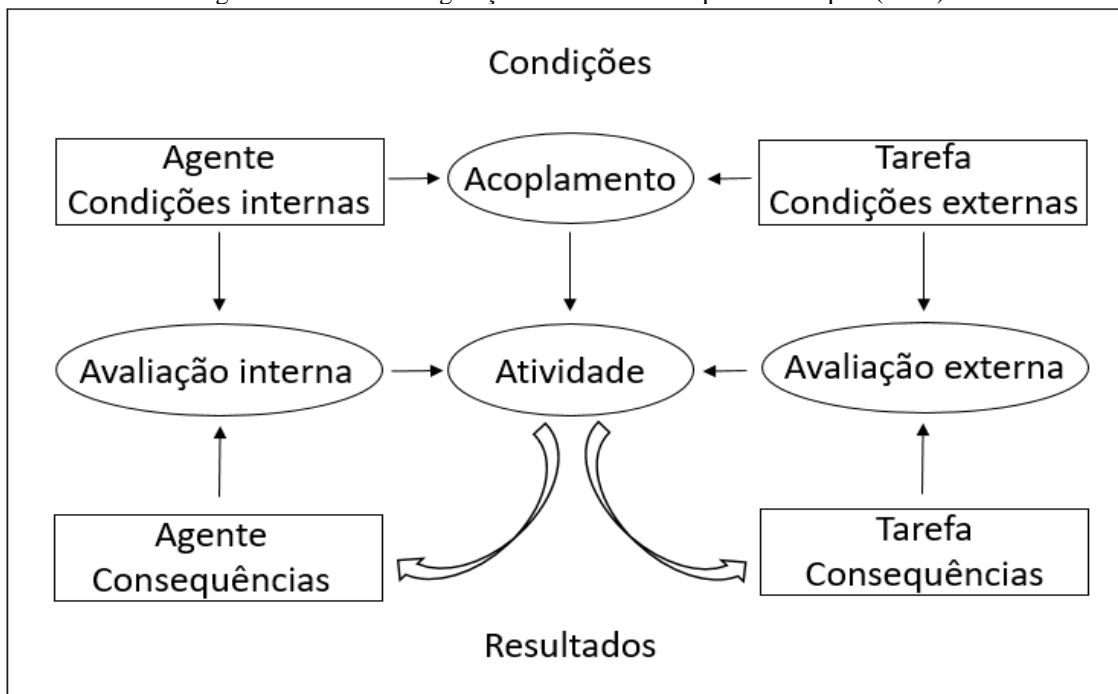 Condições
Agente
Condições internas
Acoplamento
Tarefa
Condições externas
Avaliação interna
Atividade
Avaliação externa
Agente
Consequências
Tarefa
Consequências
Resultados